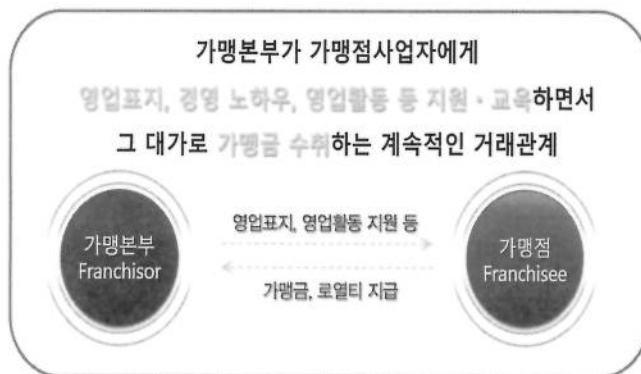 가맹본부가 가맹점사업자에게
영업표지, 경영 노하우, 영업활동 등 지원·교육하면서
그 대가로 가맹금 수취하는 계속적인 거래관계
가맹본부
Franchisor
영업표지, 영업활동 지원 등
가맹금, 로열티 지급
가맹점
Franchisee